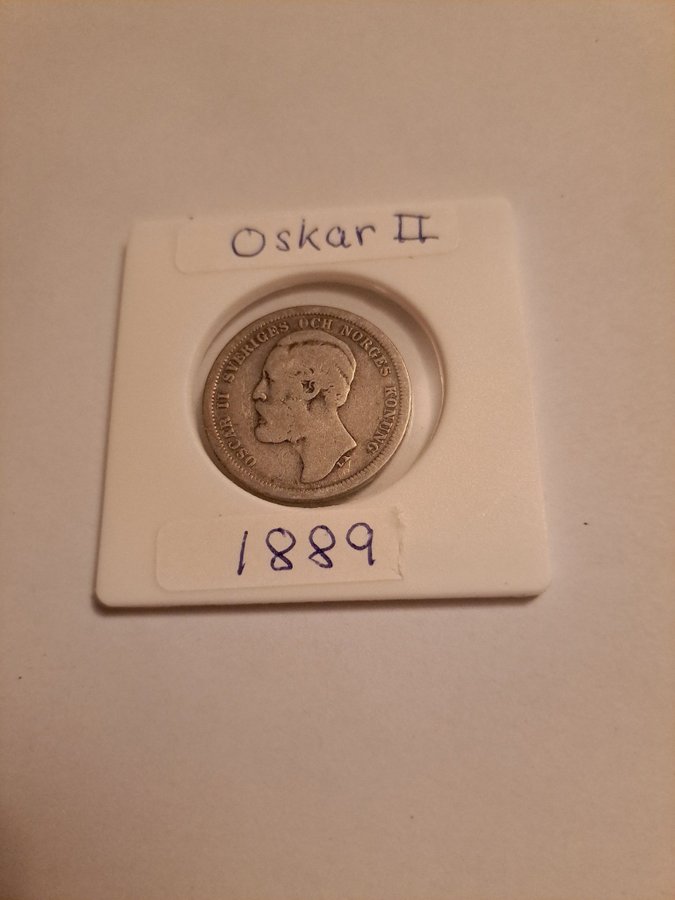 Oskar II
OSCAR II SVERIGES OCH NORGES KONUNG
1889